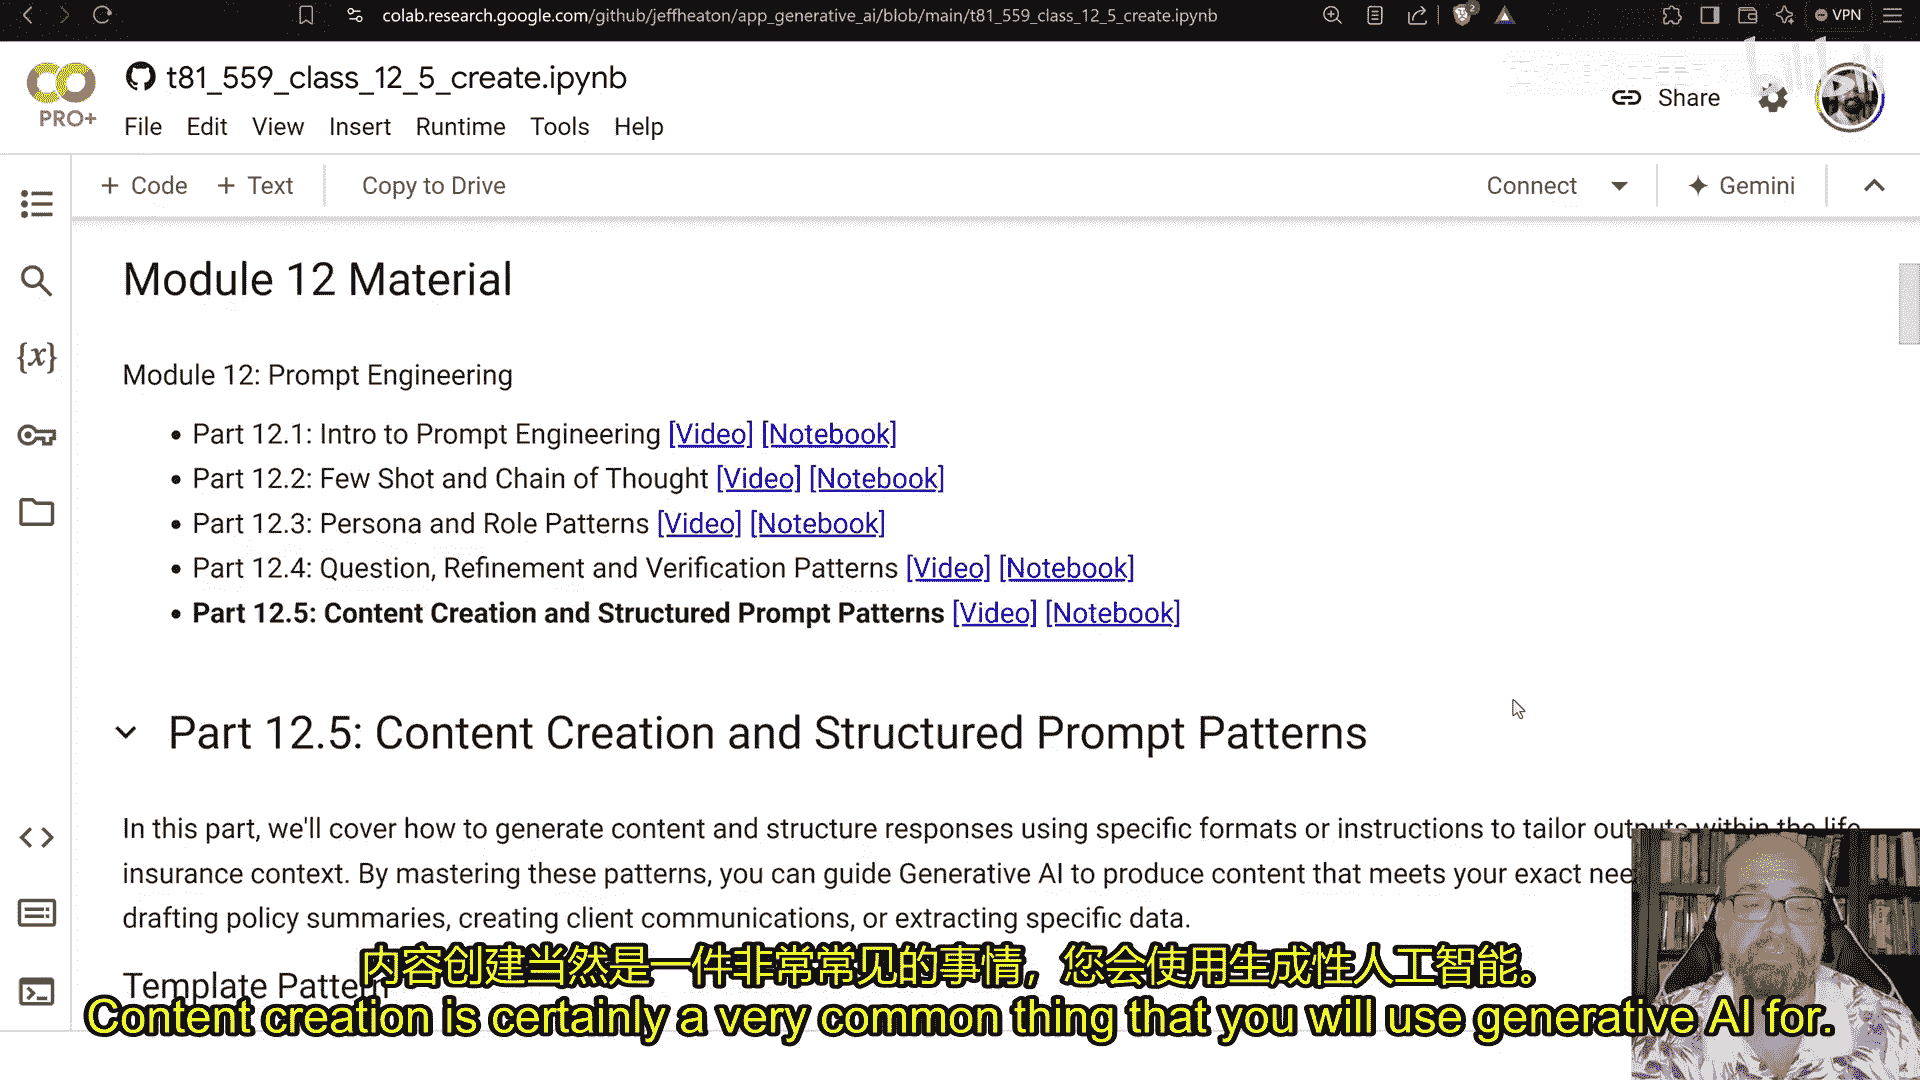 colab.research.google.com/github/jeffheaton/app_generative_ai/blob/main/t81_559_class_12_5_create.ipynb
2
VPN
bilibili
CO
PRO+
t81_559_class_12_5_create.ipynb
File Edit View Insert Runtime Tools Help
Share
+ Code + Text Copy to Drive
Connect Gemini
{x}
Module 12 Material
Module 12: Prompt Engineering
• Part 12.1: Intro to Prompt Engineering [Video] [Notebook]
• Part 12.2: Few Shot and Chain of Thought [Video] [Notebook]
• Part 12.3: Persona and Role Patterns [Video] [Notebook]
• Part 12.4: Question, Refinement and Verification Patterns [Video] [Notebook]
• Part 12.5: Content Creation and Structured Prompt Patterns [Video] [Notebook]
Part 12.5: Content Creation and Structured Prompt Patterns
In this part, we'll cover how to generate content and structure responses using specific formats or instructions to tailor outputs within the life
insurance context. By mastering these patterns, you can guide Generative AI to produce content that meets your exact nee
drafting policy summaries, creating client communications, or extracting specific data.
Template Pattern
内容创建当然是一件非常常见的事情，您会使用生成性人工智能。
Content creation is certainly a very common thing that you will use generative AI for.